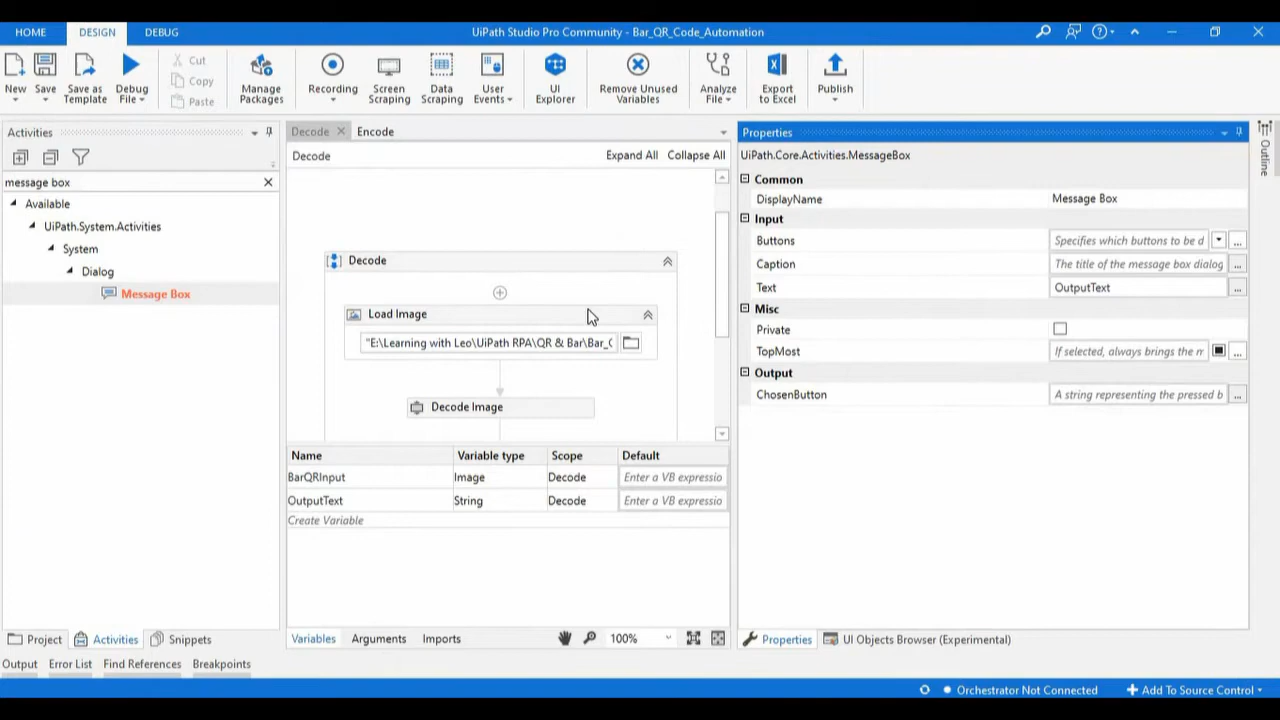 HOME DESIGN DEBUG UiPath Studio Pro Community - Bar_QR_Code_Automation
New Save Save as Template Debug File Cut Copy Paste Manage Packages Recording Screen Scraping Data Scraping User Events UI Explorer Remove Unused Variables Analyze File Export to Excel Publish
Activities
message box
Available
UiPath.System.Activities
System
Dialog
Message Box
Project Activities Snippets
Decode Encode
Decode Expand All Collapse All
Decode
Load Image
"E:\Learning with Leo\UiPath RPA\QR & Bar\Bar_
Decode Image
Name Variable type Scope Default
BarQRInput Image Decode Enter a VB expressio
OutputText String Decode Enter a VB expressio
Create Variable
Variables Arguments Imports 100%
Properties
UiPath.Core.Activities.MessageBox
Common
DisplayName Message Box
Input
Buttons Specifies which buttons to be d ...
Caption The title of the message box dialog ...
Text OutputText ...
Misc
Private
TopMost If selected, always brings the m ...
Output
ChosenButton A string representing the pressed b ...
Properties UI Objects Browser (Experimental)
Outline
Output Error List Find References Breakpoints
Orchestrator Not Connected Add To Source Control